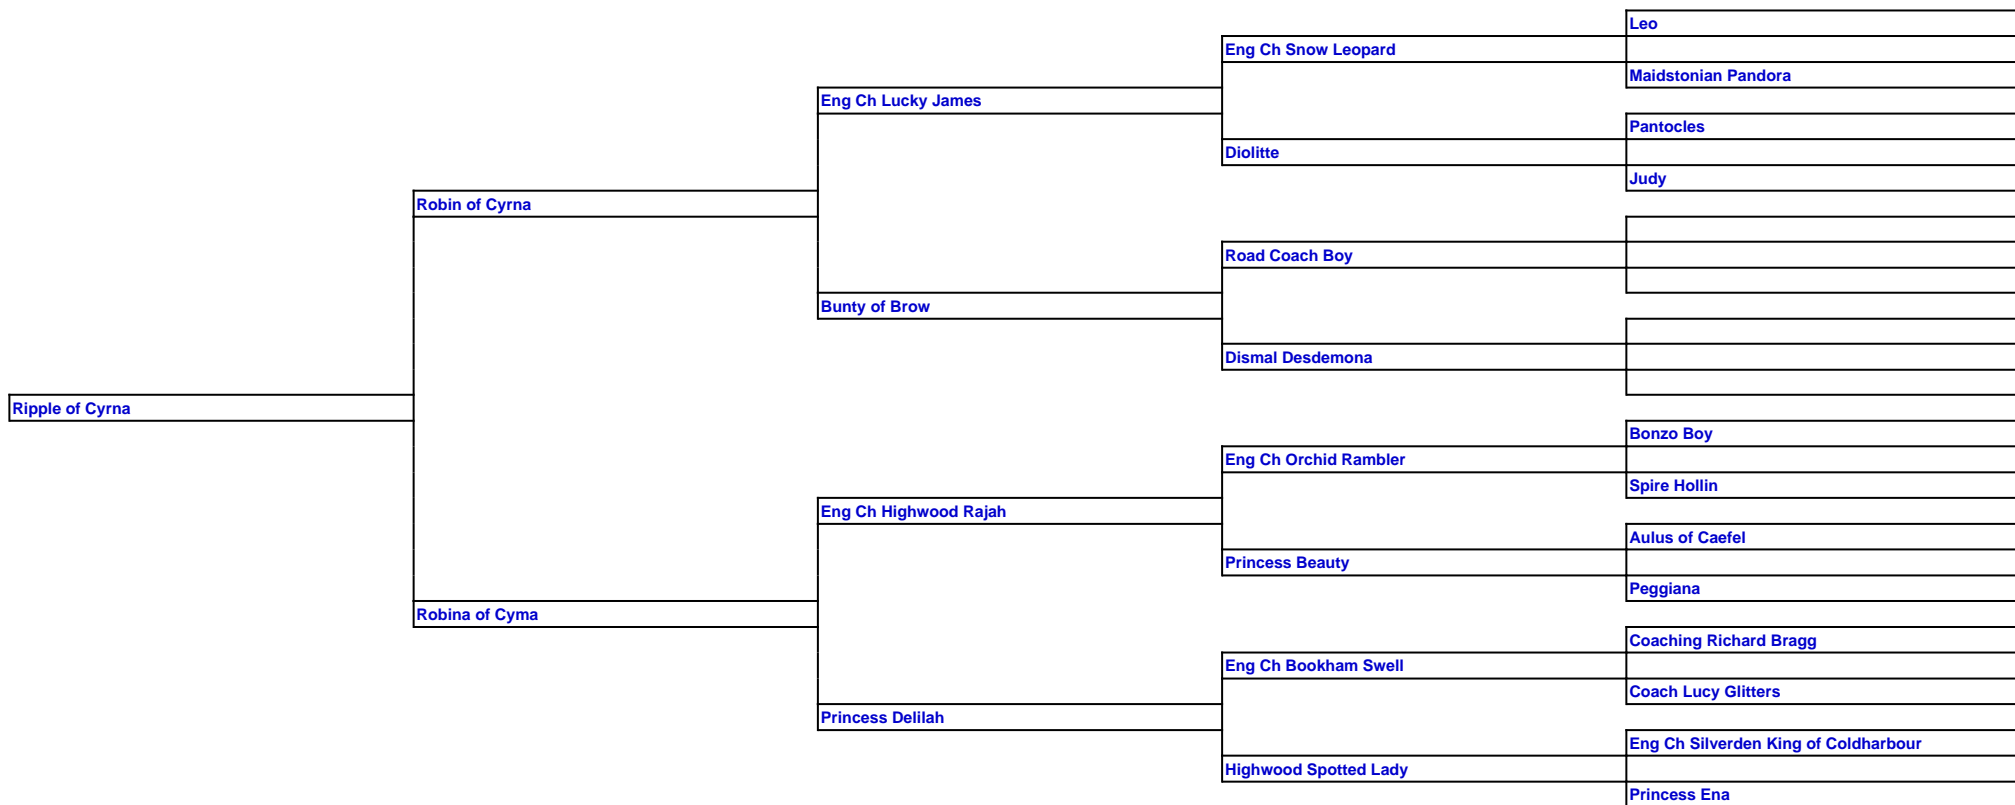 Leo
Eng Ch Snow Leopard
Maidstonian Pandora
Eng Ch Lucky James
Pantocles
Diolitte
Judy
Robin of Cyrna
Road Coach Boy
Bunty of Brow
Dismal Desdemona
Ripple of Cyrna
Bonzo Boy
Eng Ch Orchid Rambler
Spire Hollin
Eng Ch Highwood Rajah
Aulus of Caefel
Princess Beauty
Peggiana
Robina of Cyma
Coaching Richard Bragg
Eng Ch Bookham Swell
Coach Lucy Glitters
Princess Delilah
Eng Ch Silverden King of Coldharbour
Highwood Spotted Lady
Princess Ena